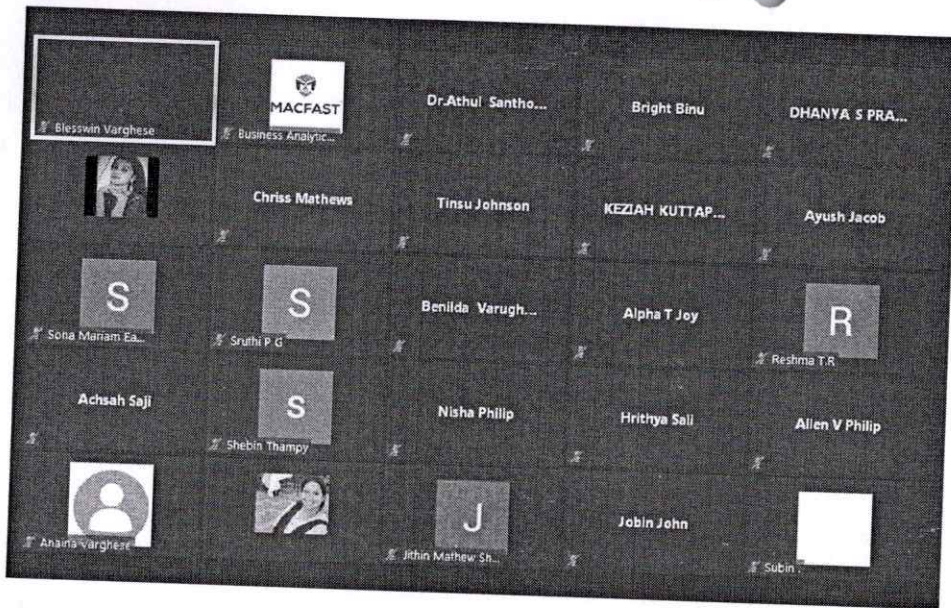 Blesswin Varghese
MACFAST
Business Analytic...
Dr.Athul Santho...
Bright Binu
DHANYA S PRA...
Chriss Mathews
Tinsu Johnson
KEZIAH KUTTAP...
Ayush Jacob
S
Sona Mariam Ea...
S
Sruthi P G
Benilda Varugh...
Alpha T Joy
R
Reshma T.R
Achsah Saji
S
Shebin Thampy
Nisha Philip
Hrithya Sali
Allen V Philip
Anaina Varghese
J
Jithin Mathew Sh...
Jobin John
Subin .